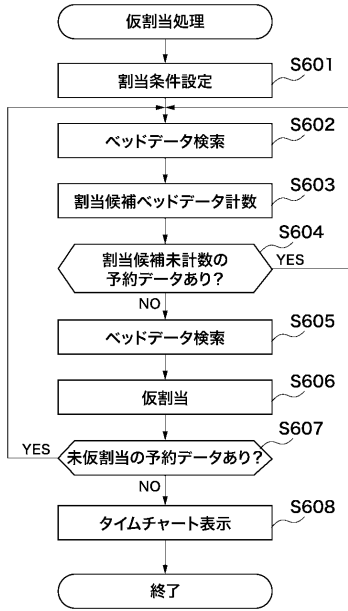 仮割当処理
S601
割当条件設定
S602
ベッドデータ検索
S603
割当候補ベッドデータ計数
S604
割当候補未計数の
予約データあり？
YES
NO
S605
ベッドデータ検索
S606
仮割当
S607
YES
未仮割当の予約データあり？
NO
S608
タイムチャート表示
終了